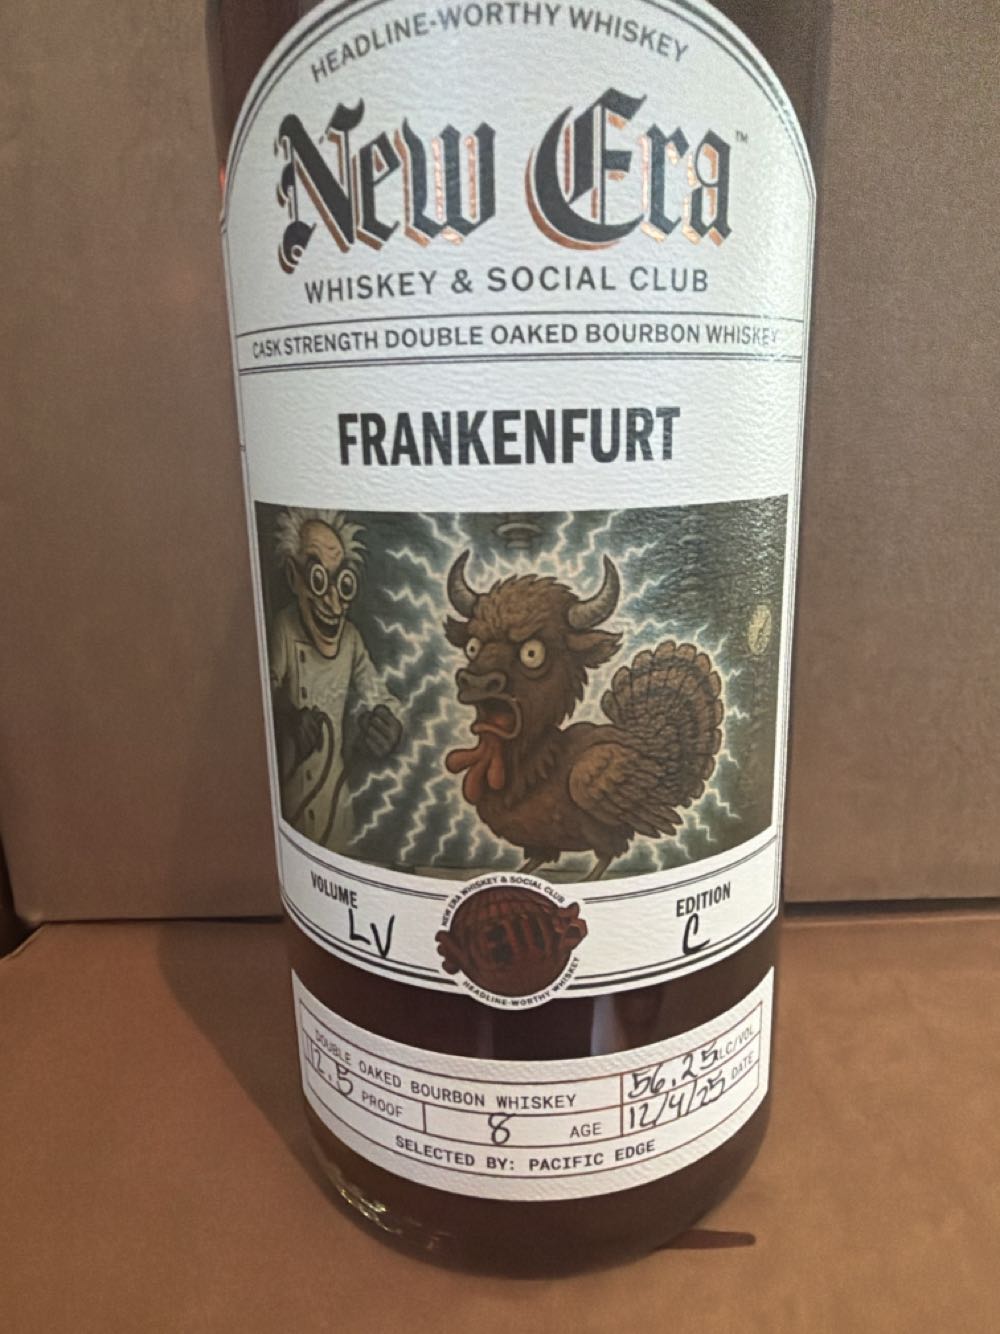 HEADLINE-WORTHY WHISKEY
New Era™
WHISKEY & SOCIAL CLUB
CASK STRENGTH DOUBLE OAKED BOURBON WHISKEY
FRANKENFURT
VOLUME
LV
EDITION
C
NEW ERA WHISKEY & SOCIAL CLUB
HEADLINE-WORTHY WHISKEY
DOUBLE OAKED BOURBON WHISKEY
56.25 ALC/VOL
112.5 PROOF
8 AGE
12/4/25 DATE
SELECTED BY: PACIFIC EDGE